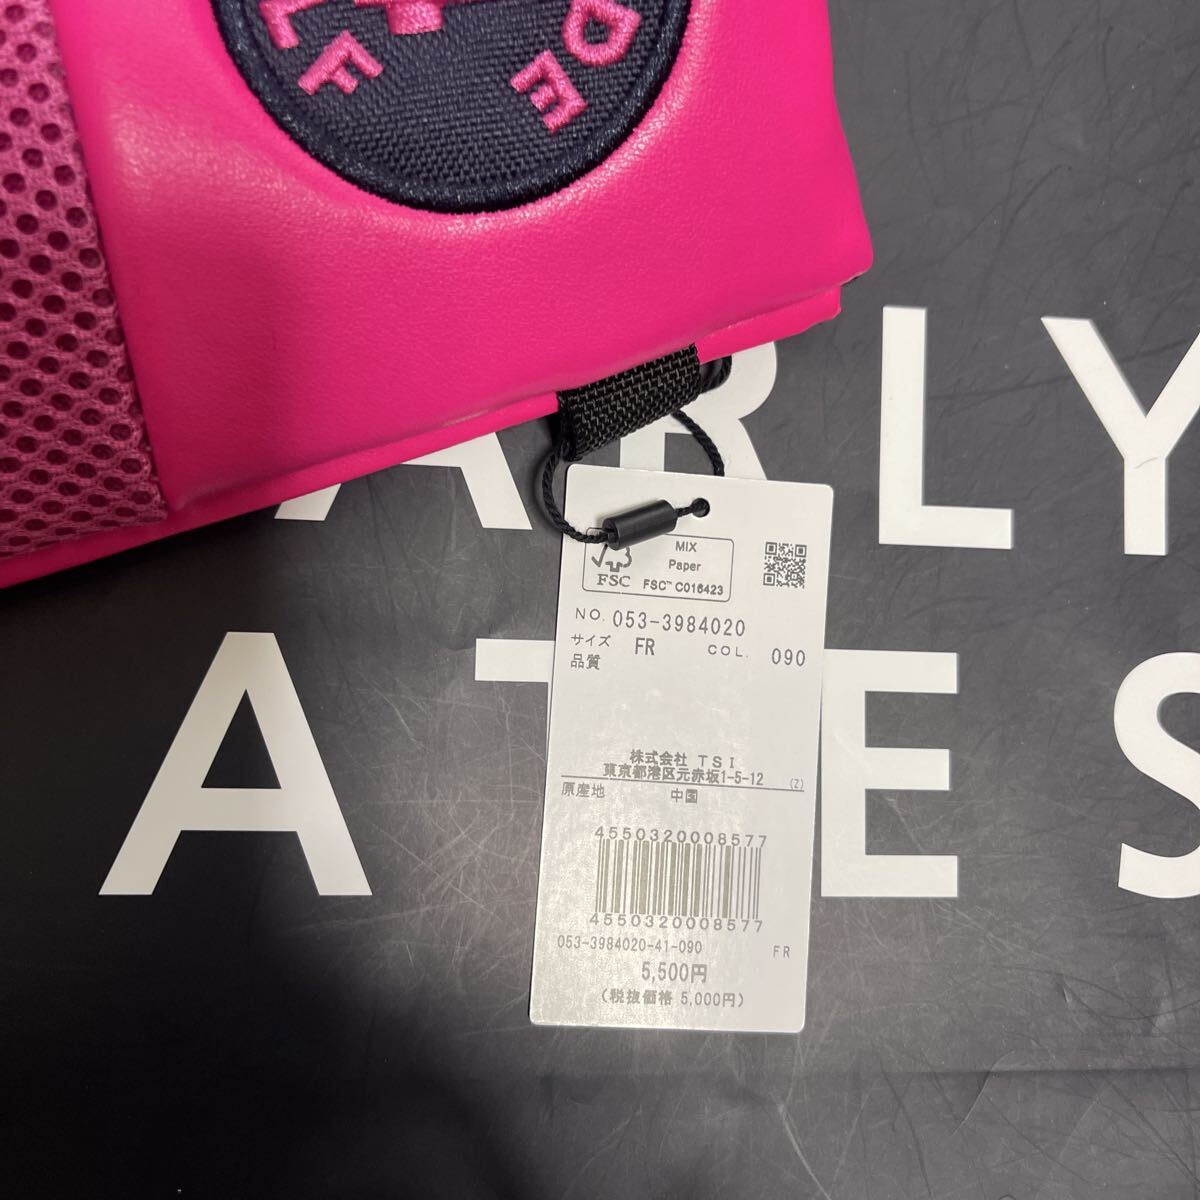 LF DE
ARLY
ATES
MIX
Paper
FSC
FSC™ C016423
NO. 053-3984020
サイズ FR COL. 090
品質
株式会社 TSI
東京都港区元赤坂1-5-12 (Z)
原産地 中国
4550320008577
4550320008577
053-3984020-41-090 FR
5,500円
(税抜価格 5,000円)